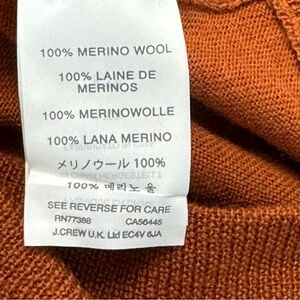 100% MERINO WOOL
100% LAINE DE
MERINOS
100% MERINOWOLLE
100% LANA MERINO
メリノウール 100%
100% 메리노 울
SEE REVERSE FOR CARE
RN77388 CA56445
J.CREW U.K. Ltd EC4V 6JA